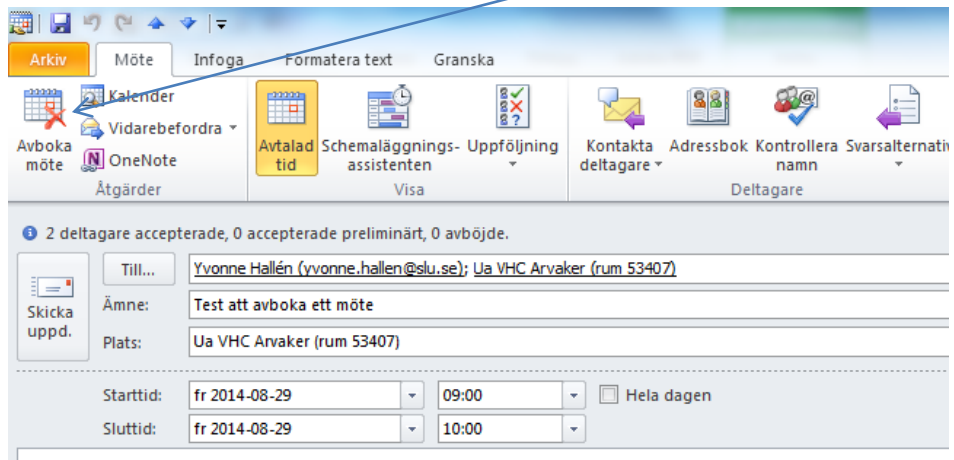 Arkiv Möte Infoga Formatera text Granska
Kalender
Vidarebefordra
OneNote
Avboka möte
Åtgärder
Avtalad tid
Schemaläggnings-assistenten
Uppföljning
Visa
Kontakta deltagare
Adressbok
Kontrollera namn
Svarsalternativ
Deltagare
2 deltagare accepterade, 0 accepterade preliminärt, 0 avböjde.
Skicka uppd.
Till... Yvonne Hallén (yvonne.hallen@slu.se); Ua VHC Arvaker (rum 53407)
Ämne: Test att avboka ett möte
Plats: Ua VHC Arvaker (rum 53407)
Starttid: fr 2014-08-29 09:00 Hela dagen
Sluttid: fr 2014-08-29 10:00